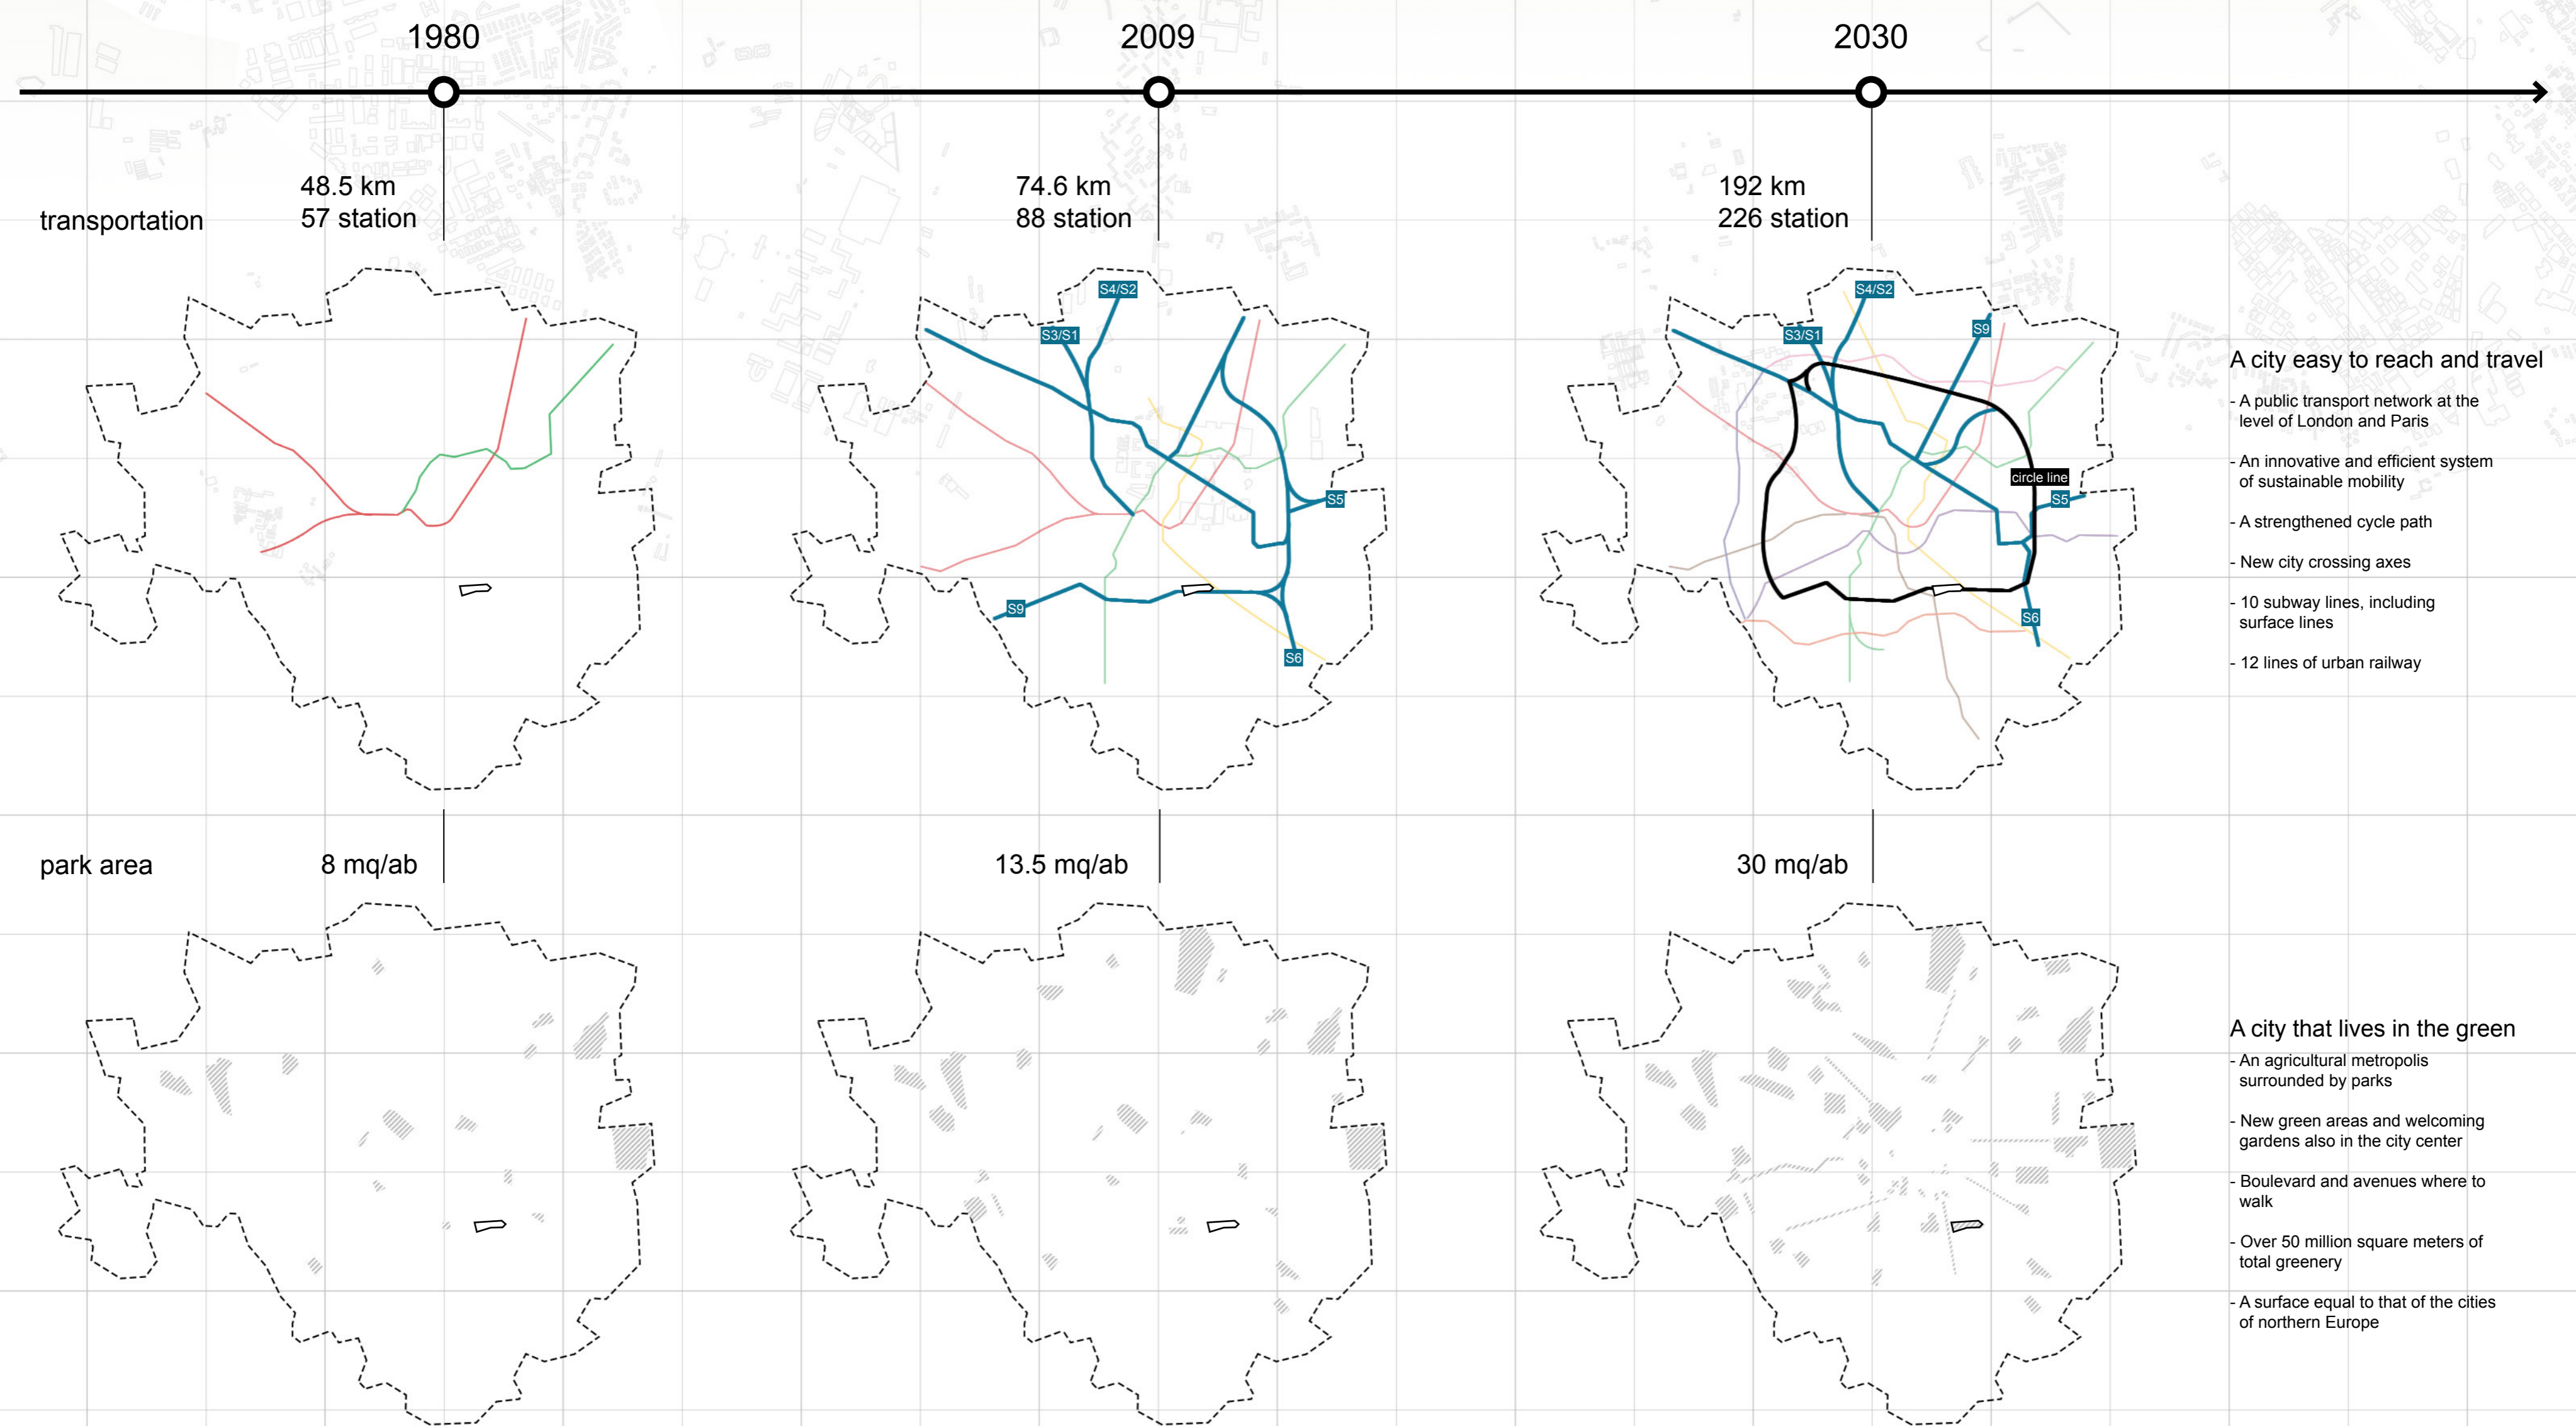 1980
2009
2030
transportation
48.5 km
57 station
74.6 km
88 station
192 km
226 station
S4/S2
S3/S1
S5
S9
S6
S4/S2
S3/S1
S9
circle line
S5
S6
A city easy to reach and travel
- A public transport network at the
level of London and Paris
- An innovative and efficient system
of sustainable mobility
- A strengthened cycle path
- New city crossing axes
- 10 subway lines, including
surface lines
- 12 lines of urban railway
park area
8 mq/ab
13.5 mq/ab
30 mq/ab
A city that lives in the green
- An agricultural metropolis
surrounded by parks
- New green areas and welcoming
gardens also in the city center
- Boulevard and avenues where to
walk
- Over 50 million square meters of
total greenery
- A surface equal to that of the cities
of northern Europe